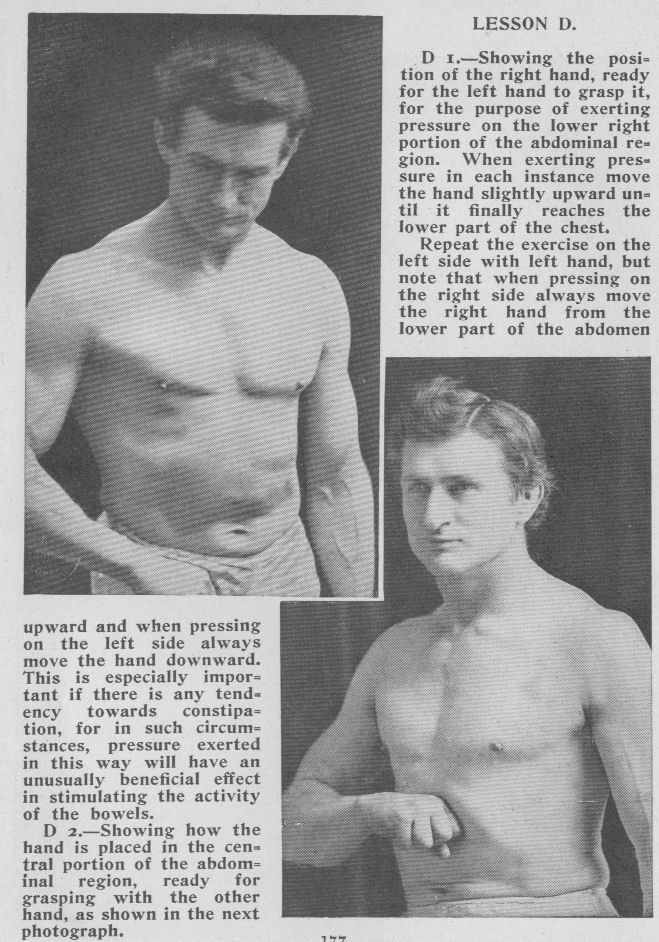 LESSON D.
D 1.—Showing the posi=
tion of the right hand, ready
for the left hand to grasp it,
for the purpose of exerting
pressure on the lower right
portion of the abdominal re=
gion. When exerting pres=
sure in each instance move
the hand slightly upward un=
til it finally reaches the
lower part of the chest.
Repeat the exercise on the
left side with left hand, but
note that when pressing on
the right side always move
the right hand from the
lower part of the abdomen
upward and when pressing
on the left side always
move the hand downward.
This is especially impor=
tant if there is any tend=
ency towards constipa=
tion, for in such circum=
stances, pressure exerted
in this way will have an
unusually beneficial effect
in stimulating the activity
of the bowels.
D 2.—Showing how the
hand is placed in the cen=
tral portion of the abdom=
inal region, ready for
grasping with the other
hand, as shown in the next
photograph.
177